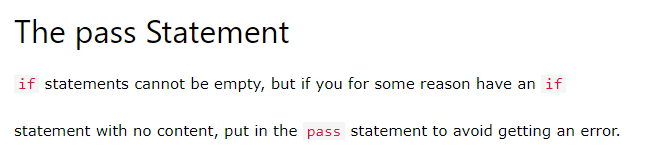 The pass Statement
if statements cannot be empty, but if you for some reason have an if
statement with no content, put in the pass statement to avoid getting an error.